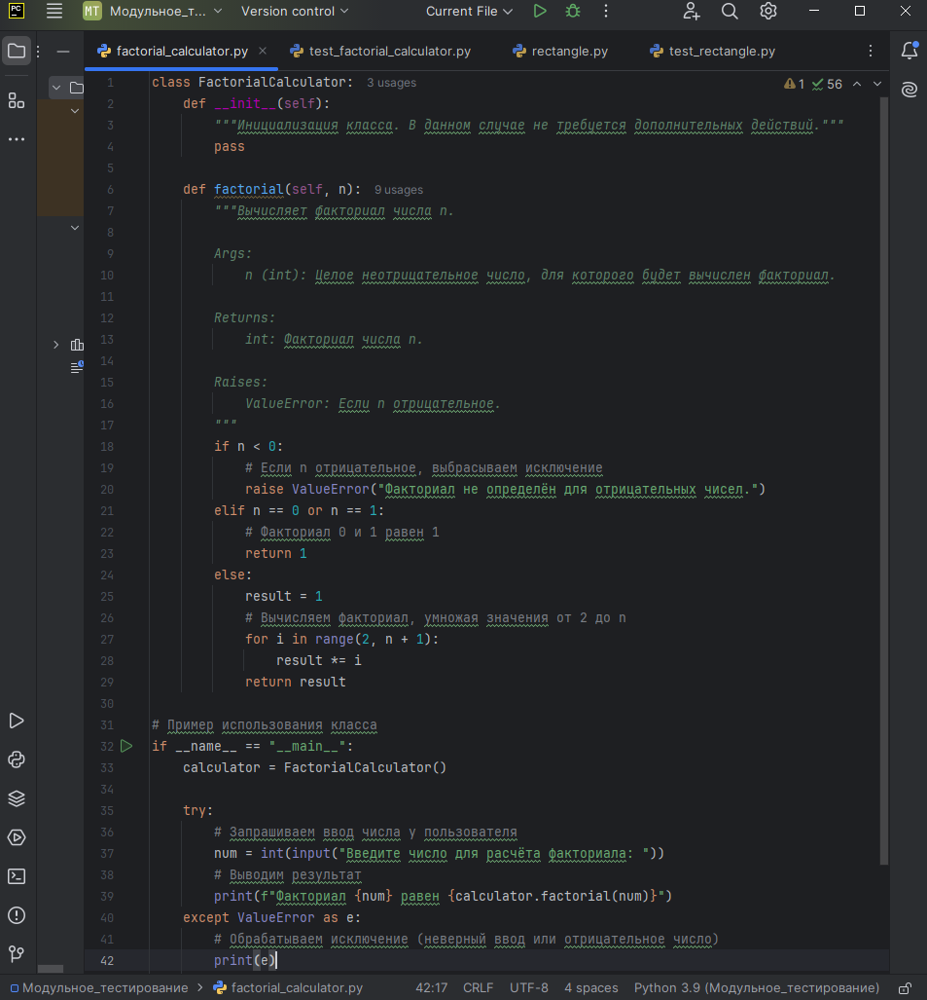 PC MT Модульное_т... Version control Current File
factorial_calculator.py test_factorial_calculator.py rectangle.py test_rectangle.py
1 class FactorialCalculator: 3 usages 1 56
2 def __init__(self):
3 """Инициализация класса. В данном случае не требуется дополнительных действий."""
4 pass
5
6 def factorial(self, n): 9 usages
7 """Вычисляет факториал числа n.
8
9 Args:
10 n (int): Целое неотрицательное число, для которого будет вычислен факториал.
11
12 Returns:
13 int: Факториал числа n.
14
15 Raises:
16 ValueError: Если n отрицательное.
17 """
18 if n < 0:
19 # Если n отрицательное, выбрасываем исключение
20 raise ValueError("Факториал не определён для отрицательных чисел.")
21 elif n == 0 or n == 1:
22 # Факториал 0 и 1 равен 1
23 return 1
24 else:
25 result = 1
26 # Вычисляем факториал, умножая значения от 2 до n
27 for i in range(2, n + 1):
28 result *= i
29 return result
30
31 # Пример использования класса
32 if __name__ == "__main__":
33 calculator = FactorialCalculator()
34
35 try:
36 # Запрашиваем ввод числа у пользователя
37 num = int(input("Введите число для расчёта факториала: "))
38 # Выводим результат
39 print(f"Факториал {num} равен {calculator.factorial(num)}")
40 except ValueError as e:
41 # Обрабатываем исключение (неверный ввод или отрицательное число)
42 print(e)
Модульное_тестирование > factorial_calculator.py 42:17 CRLF UTF-8 4 spaces Python 3.9 (Модульное_тестирование)